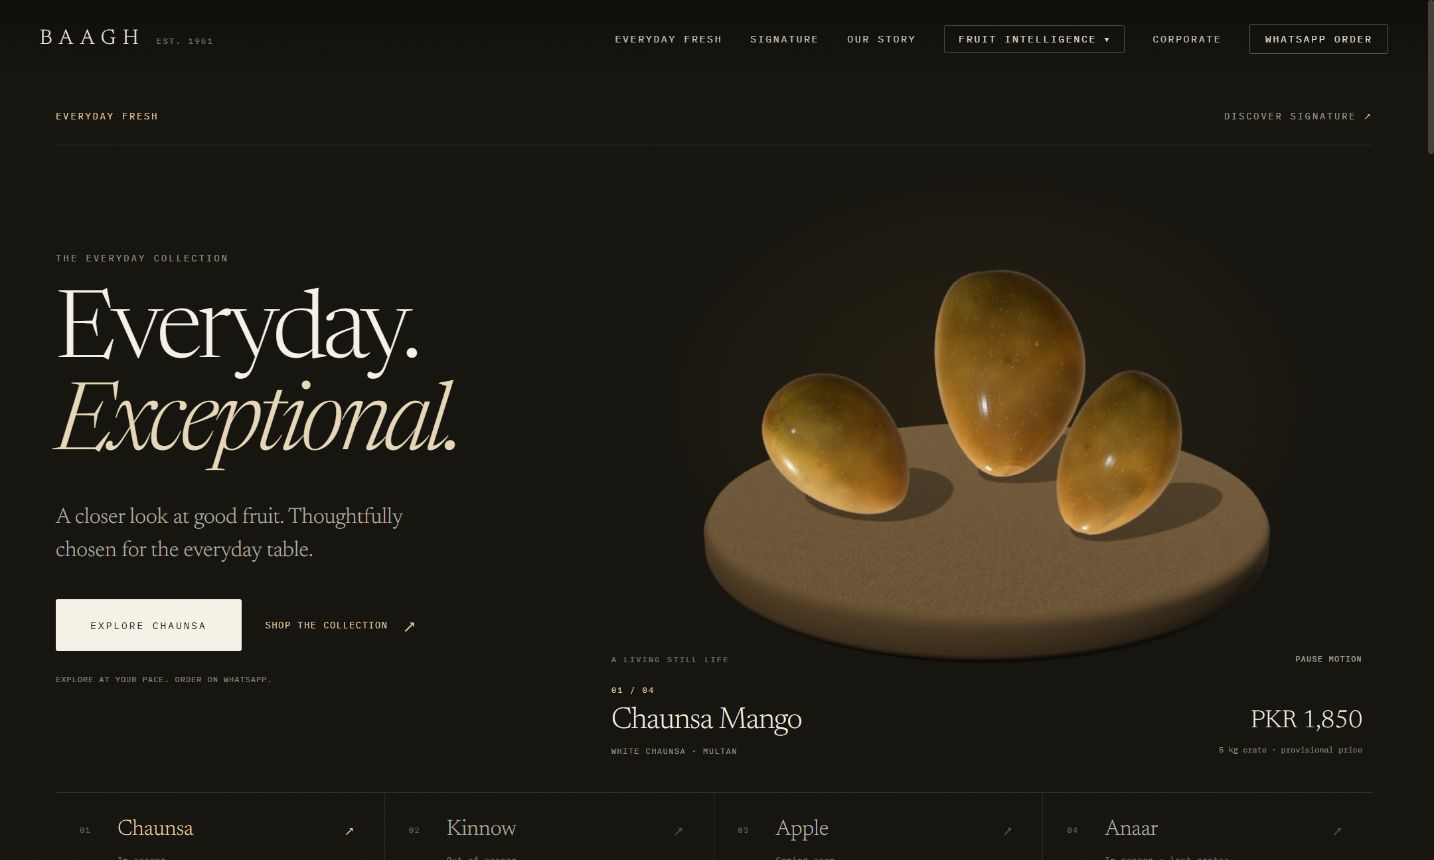 BAAGH EST. 1961
EVERYDAY FRESH SIGNATURE OUR STORY FRUIT INTELLIGENCE ▾ CORPORATE WHATSAPP ORDER
EVERYDAY FRESH
DISCOVER SIGNATURE ↗
THE EVERYDAY COLLECTION
Everyday.
Exceptional.
A closer look at good fruit. Thoughtfully
chosen for the everyday table.
EXPLORE CHAUNSA
SHOP THE COLLECTION ↗
EXPLORE AT YOUR PACE. ORDER ON WHATSAPP.
A LIVING STILL LIFE
PAUSE MOTION
01 / 04
Chaunsa Mango
PKR 1,850
WHITE CHAUNSA · MULTAN
5 kg crate · provisional price
01 Chaunsa ↗
02 Kinnow ↗
03 Apple ↗
04 Anaar ↗